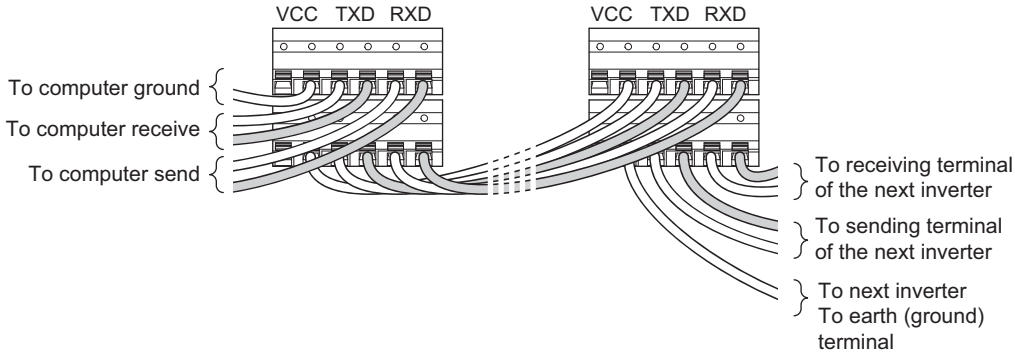 VCC TXD RXD
VCC TXD RXD
To computer ground
To computer receive
To computer send
To receiving terminal
of the next inverter
To sending terminal
of the next inverter
To next inverter
To earth (ground)
terminal